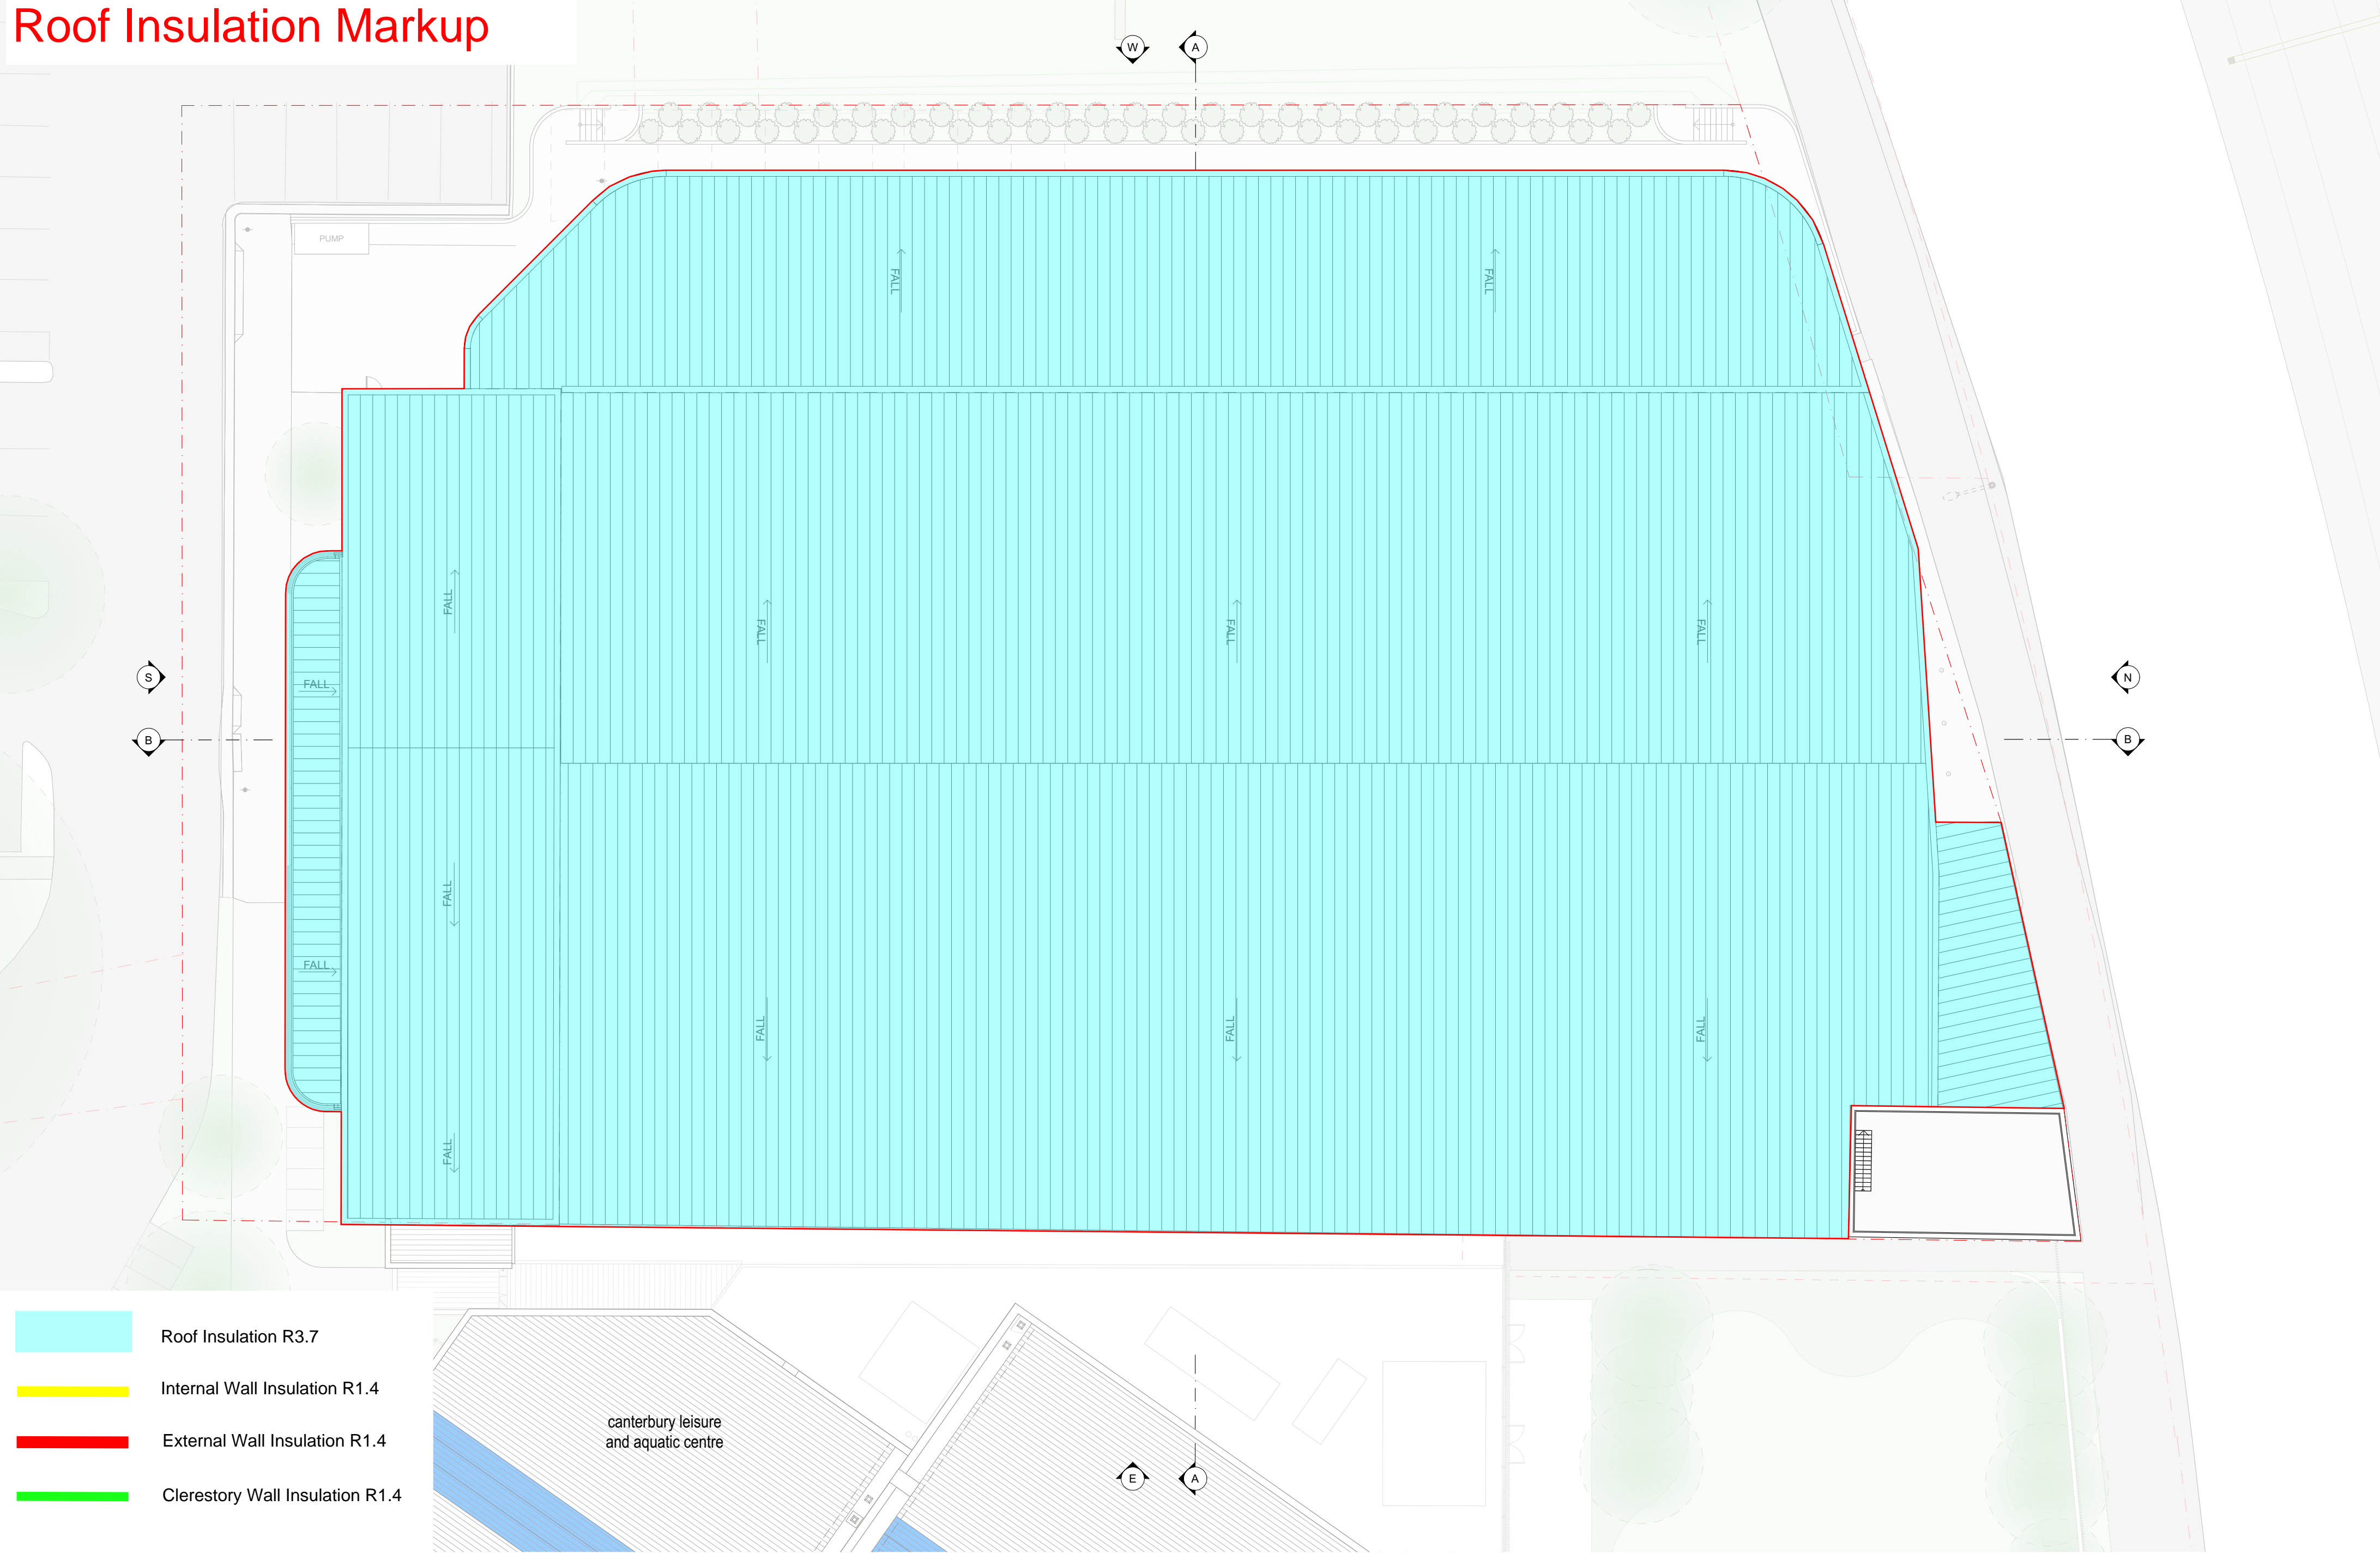 Roof Insulation Markup
W
A
PUMP
FALL
FALL
FALL
FALL
FALL
FALL
S
FALL
N
B
B
FALL
FALL
FALL
FALL
FALL
FALL
Roof Insulation R3.7
Internal Wall Insulation R1.4
External Wall Insulation R1.4
Clerestory Wall Insulation R1.4
canterbury leisure
and aquatic centre
E
A